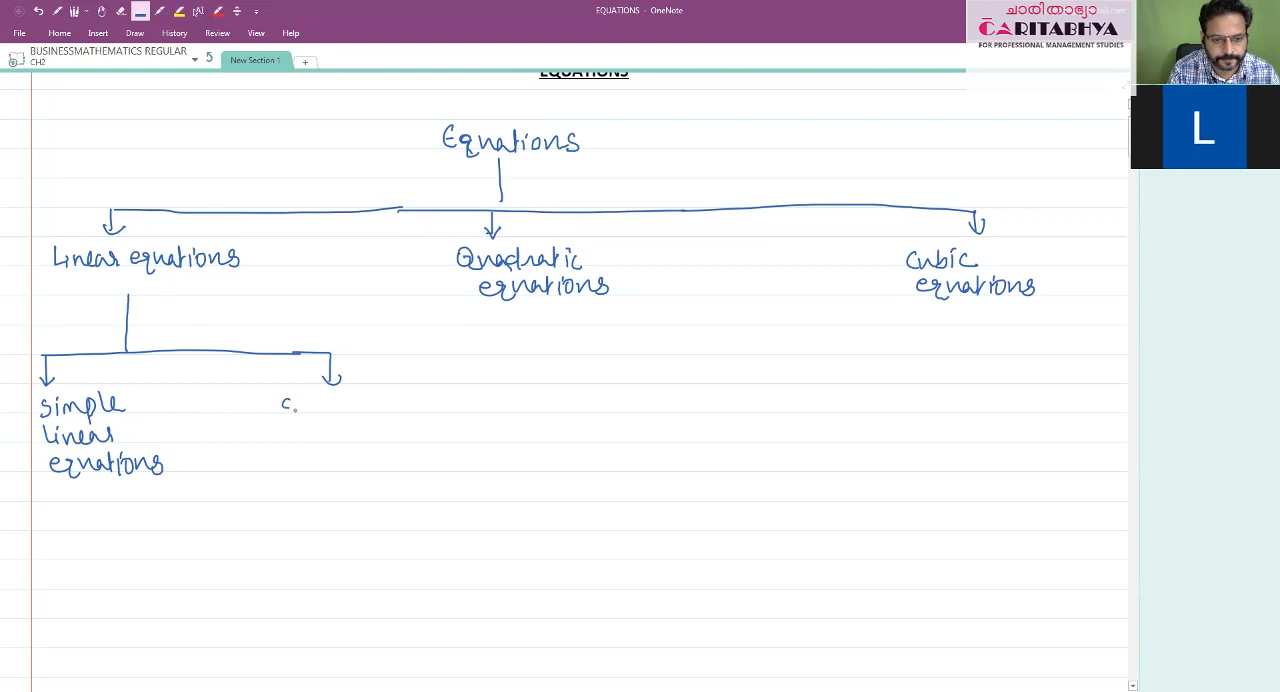 EQUATIONS - OneNote
ചാരിതാഭ്യാ
CARITABHYA
FOR PROFESSIONAL MANAGEMENT STUDIES
File Home Insert Draw History Review View Help
BUSINESSMATHEMATICS REGULAR
CH2
New Section 1
EQUATIONS
Equations
Linear equations
Quadratic
equations
Cubic
equations
Simple
linear
equations
c
L